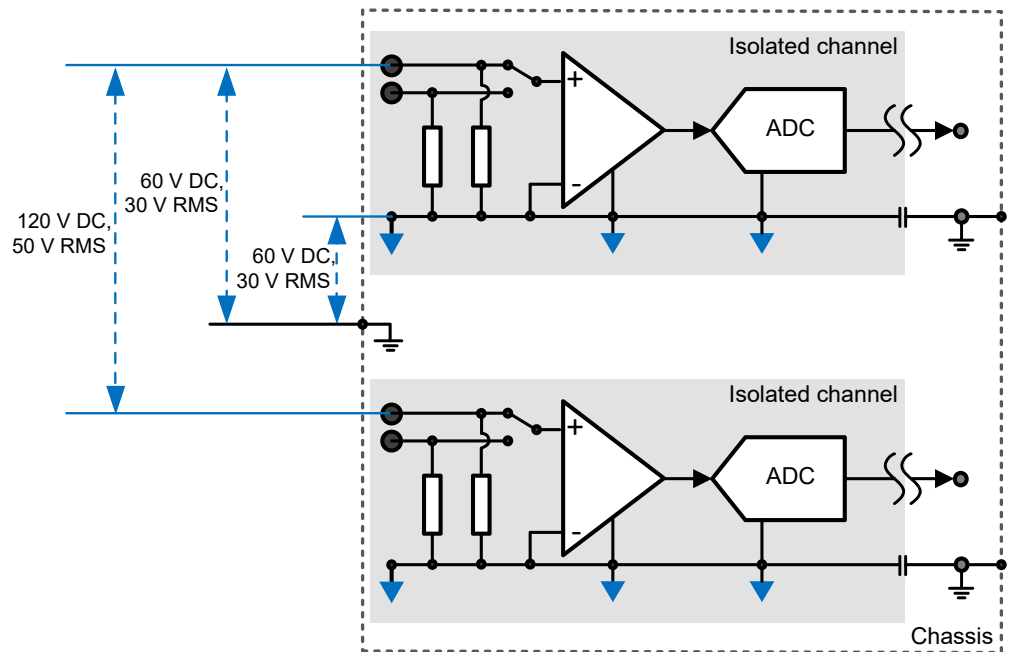 Isolated channel
+
-
ADC
60 V DC,
30 V RMS
120 V DC,
50 V RMS
60 V DC,
30 V RMS
Isolated channel
+
-
ADC
Chassis